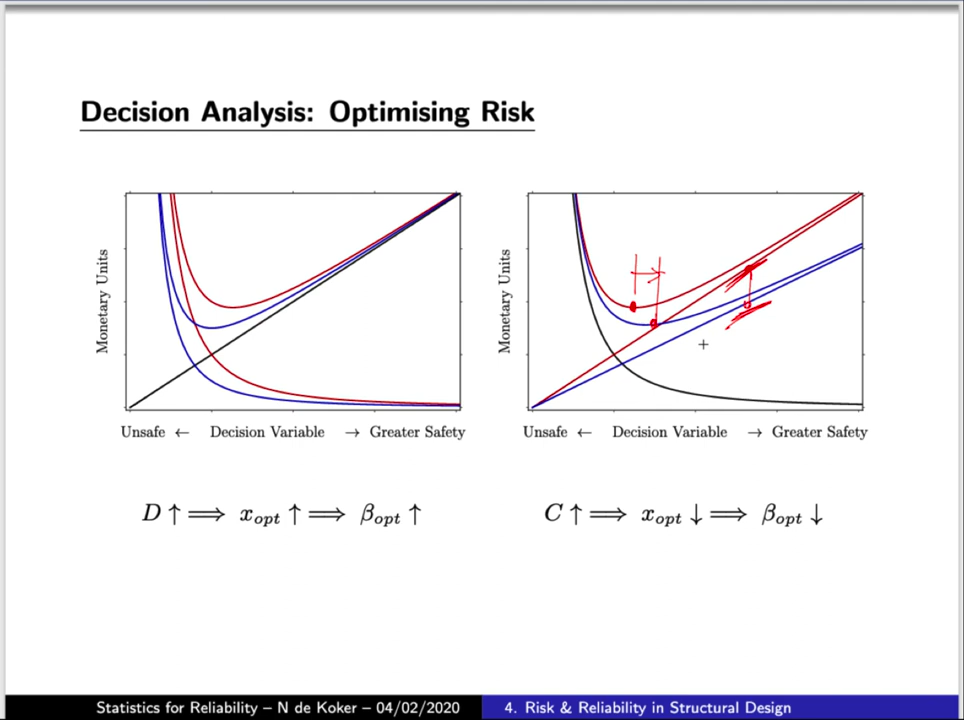 Decision Analysis: Optimising Risk
Monetary Units
Unsafe ← Decision Variable → Greater Safety
Monetary Units
Unsafe ← Decision Variable → Greater Safety
D ↑ ⟹ x_opt ↑ ⟹ β_opt ↑
C ↑ ⟹ x_opt ↓ ⟹ β_opt ↓
Statistics for Reliability – N de Koker – 04/02/2020
4. Risk & Reliability in Structural Design